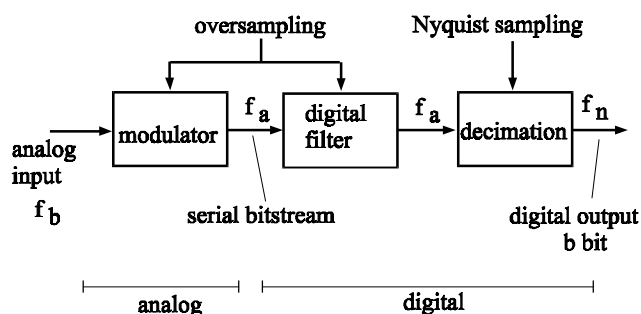 oversampling
Nyquist sampling
modulator
f a
digital
filter
f a
decimation
f n
analog
input
f b
serial bitstream
digital output
b bit
analog
digital